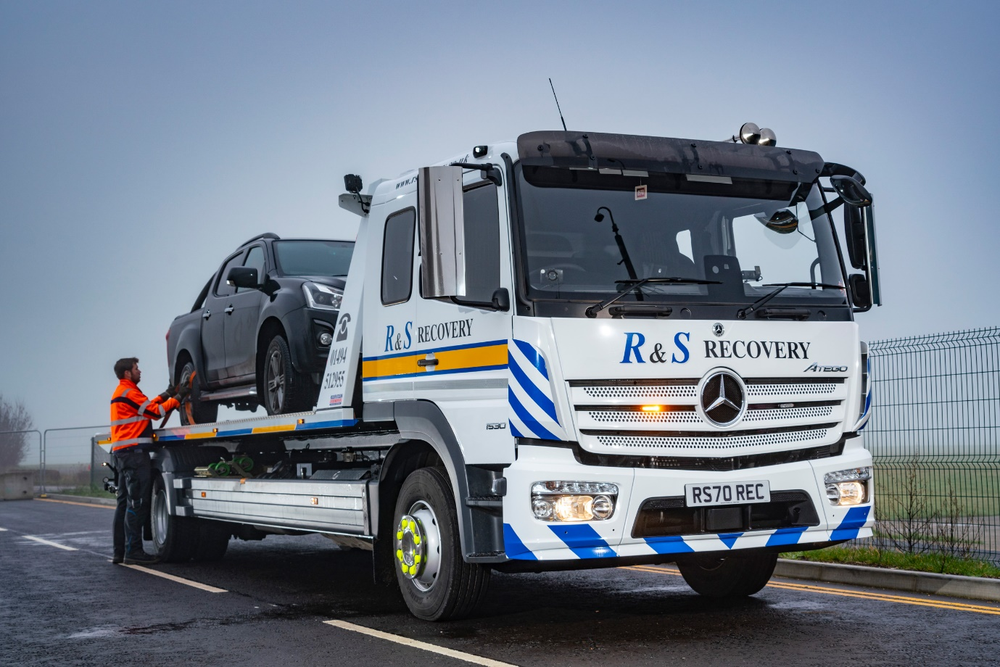 R & S RECOVERY
01494
512955
R & S RECOVERY
ATEGO
1530
RS70 REC